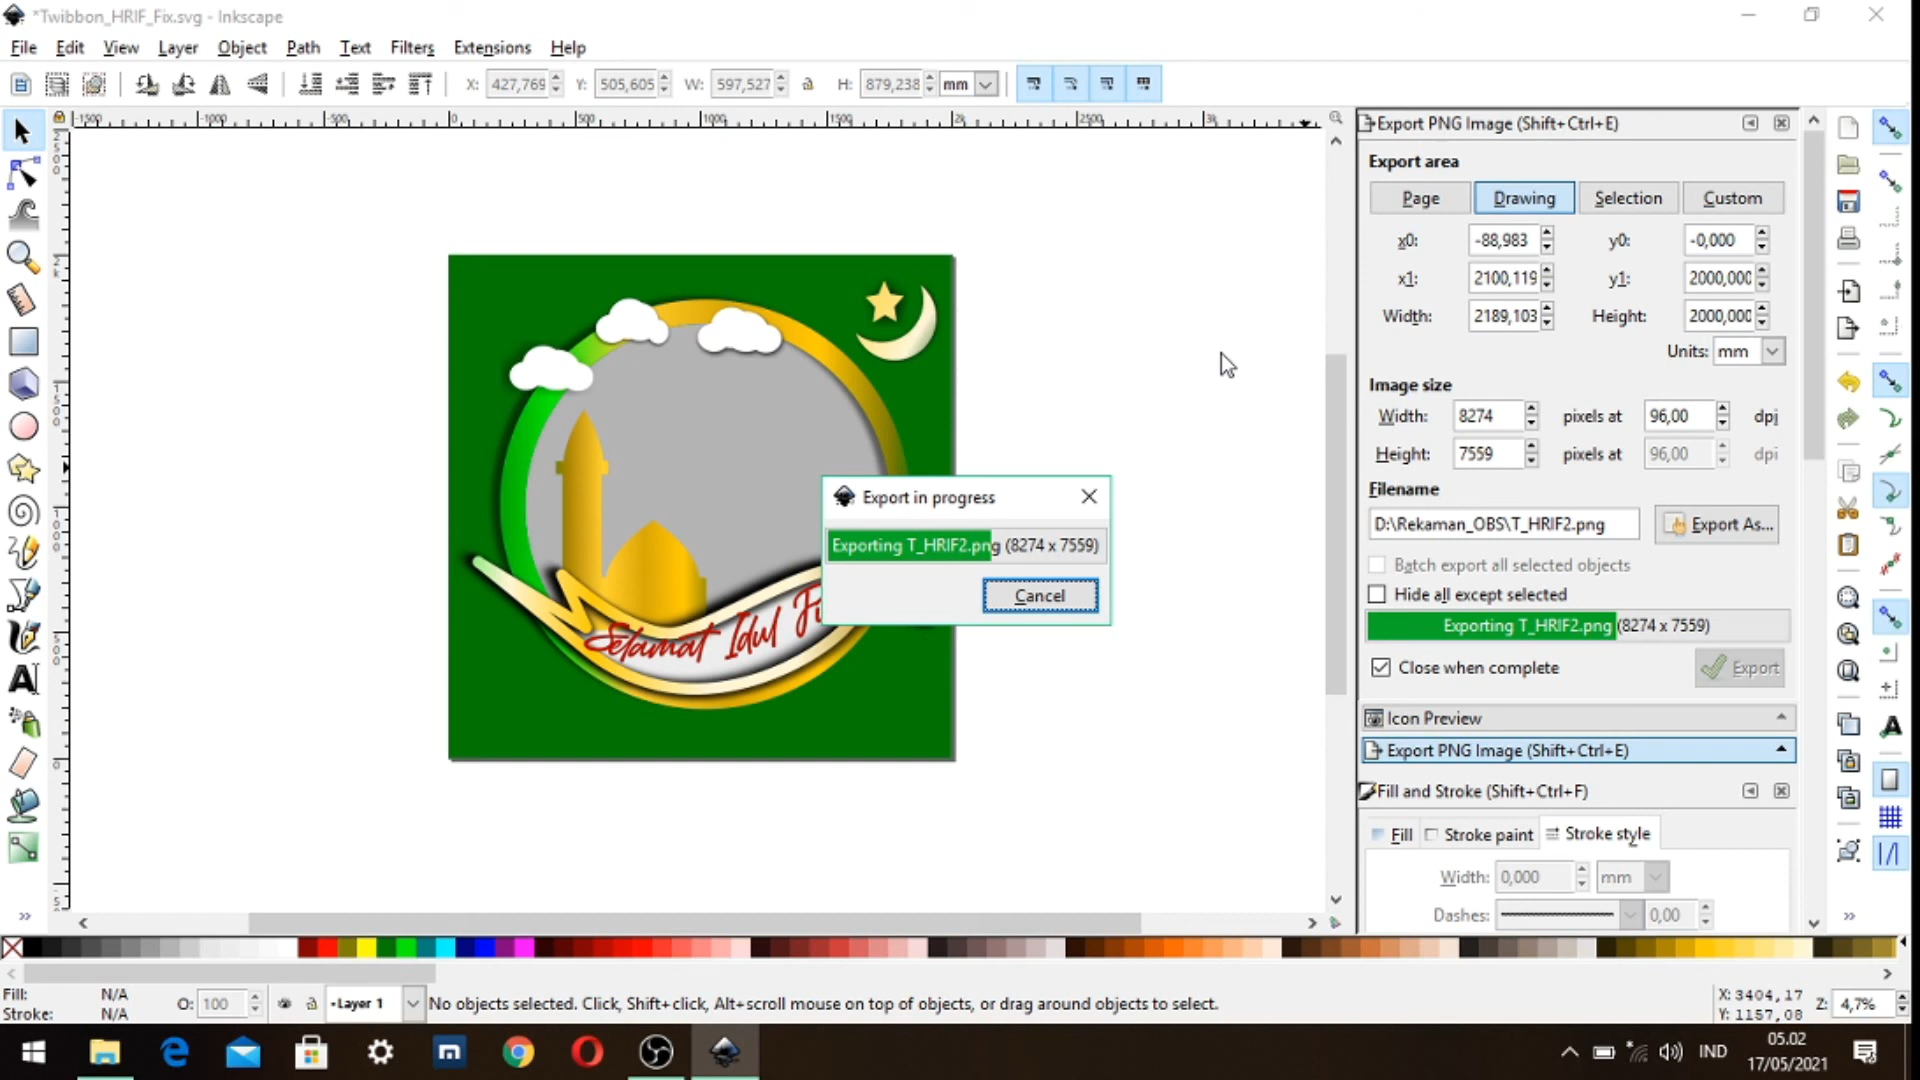 *Twibbon_HRIF_Fix.svg - Inkscape
File Edit View Layer Object Path Text Filters Extensions Help
X: 427,769 Y: 505,605 W: 597,527 H: 879,238 mm
Export PNG Image (Shift+Ctrl+E)
Export area
Page Drawing Selection Custom
x0: -88,983 y0: -0,000
x1: 2100,119 y1: 2000,000
Width: 2189,103 Height: 2000,000
Units: mm
Image size
Width: 8274 pixels at 96,00 dpi
Height: 7559 pixels at 96,00 dpi
Filename
D:\Rekaman_OBS\T_HRIF2.png Export As...
Batch export all selected objects
Hide all except selected
Exporting T_HRIF2.png (8274 x 7559)
Close when complete Export
Icon Preview
Export PNG Image (Shift+Ctrl+E)
Fill and Stroke (Shift+Ctrl+F)
Fill Stroke paint Stroke style
Width: 0,000 mm
Dashes: 0,00
Export in progress
Exporting T_HRIF2.png (8274 x 7559)
Cancel
Selamat Idul Fi
Fill: N/A
Stroke: N/A
O: 100
Layer 1
No objects selected. Click, Shift+click, Alt+scroll mouse on top of objects, or drag around objects to select.
X: 3404,17
Y: 1157,08
Z: 4,7%
IND
05.02
17/05/2021